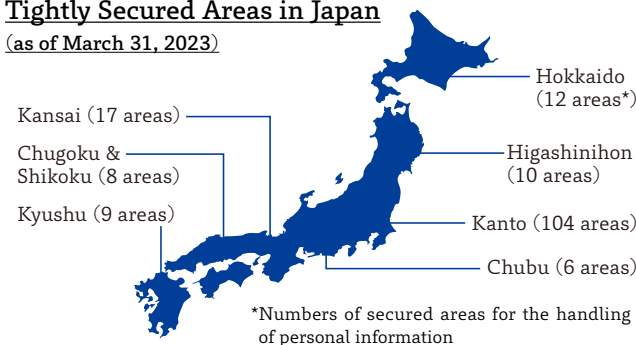 Tightly Secured Areas in Japan
(as of March 31, 2023)
Hokkaido
(12 areas*)
Kansai (17 areas)
Chugoku &
Shikoku (8 areas)
Higashinihon
(10 areas)
Kyushu (9 areas)
Kanto (104 areas)
Chubu (6 areas)
*Numbers of secured areas for the handling
of personal information